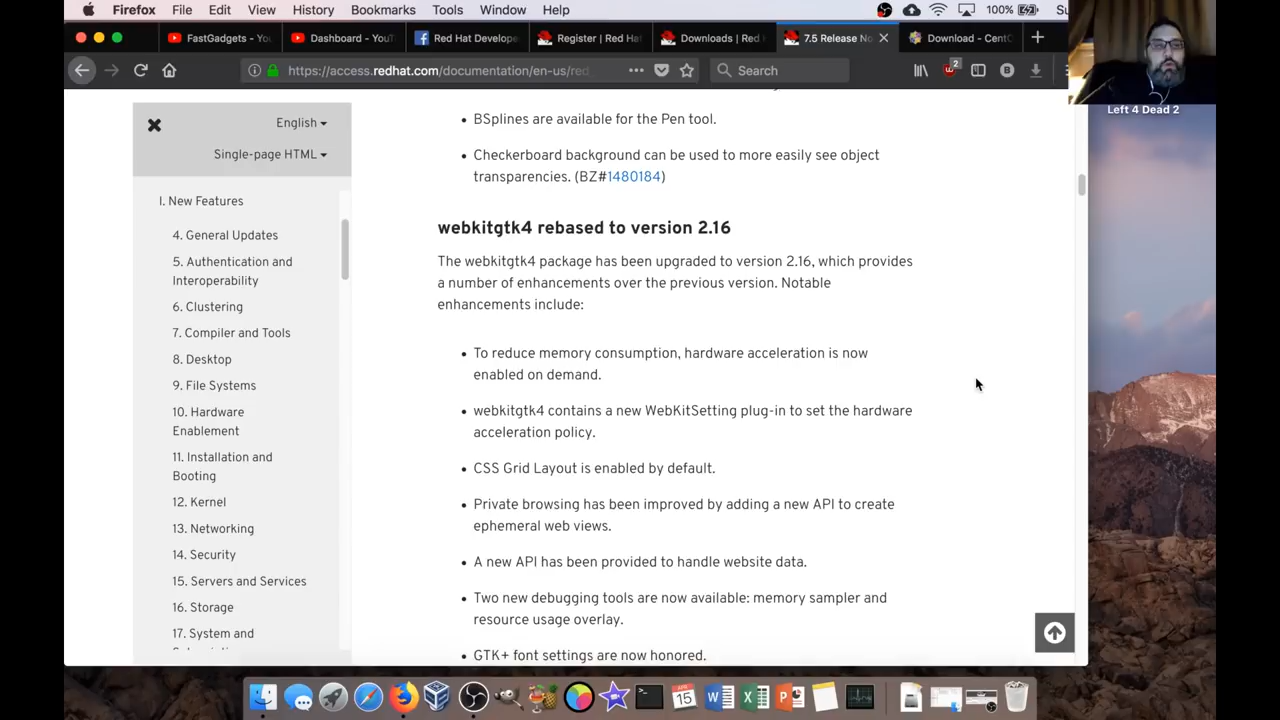 Firefox File Edit View History Bookmarks Tools Window Help 100%
FastGadgets - Yo
Dashboard - YouT
Red Hat Develope
Register | Red Ha
Downloads | Red
7.5 Release No
Download - CentO
https://access.redhat.com/documentation/en-us/red_
Search
2
Left 4 Dead 2
English
Single-page HTML
I. New Features
4. General Updates
5. Authentication and
Interoperability
6. Clustering
7. Compiler and Tools
8. Desktop
9. File Systems
10. Hardware
Enablement
11. Installation and
Booting
12. Kernel
13. Networking
14. Security
15. Servers and Services
16. Storage
17. System and
• BSplines are available for the Pen tool.
• Checkerboard background can be used to more easily see object
transparencies. (BZ#1480184)
webkitgtk4 rebased to version 2.16
The webkitgtk4 package has been upgraded to version 2.16, which provides
a number of enhancements over the previous version. Notable
enhancements include:
• To reduce memory consumption, hardware acceleration is now
enabled on demand.
• webkitgtk4 contains a new WebKitSetting plug-in to set the hardware
acceleration policy.
• CSS Grid Layout is enabled by default.
• Private browsing has been improved by adding a new API to create
ephemeral web views.
• A new API has been provided to handle website data.
• Two new debugging tools are now available: memory sampler and
resource usage overlay.
• GTK+ font settings are now honored.
APR
15